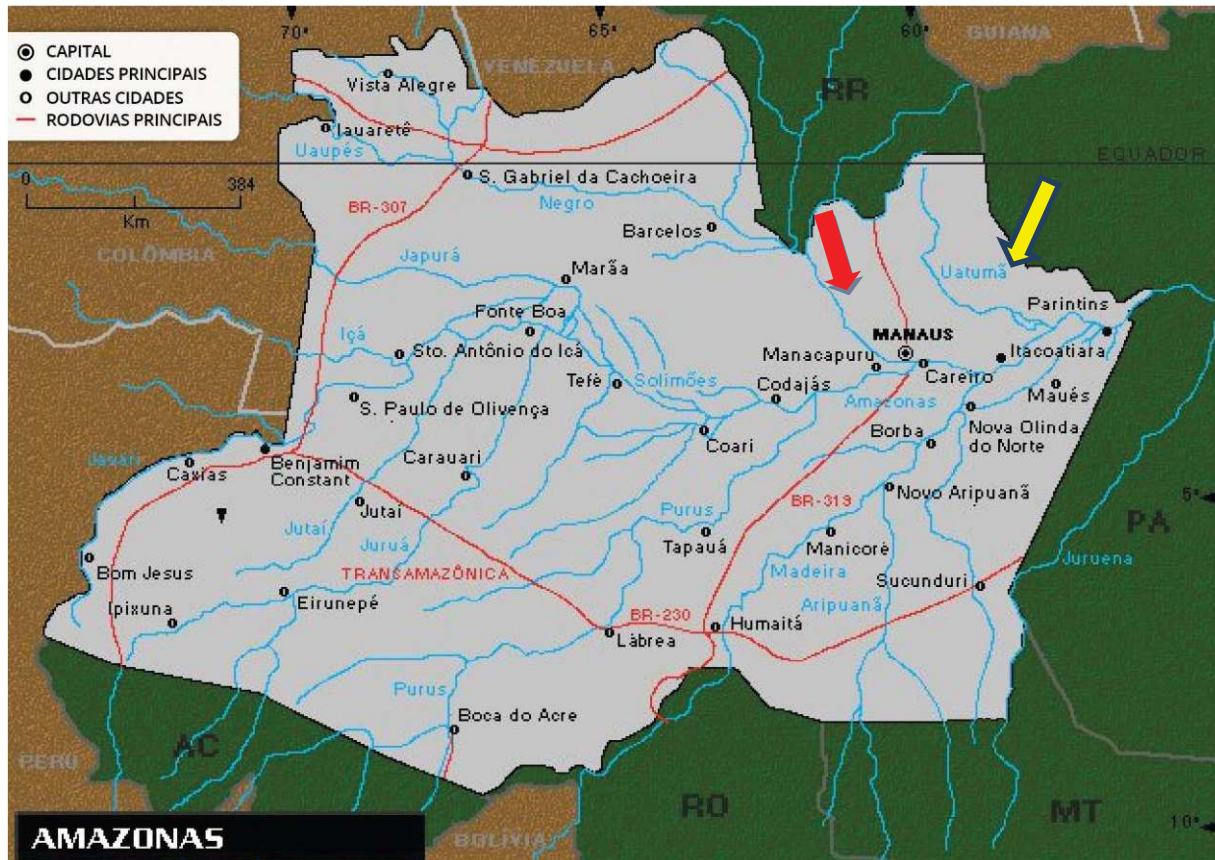 70°
65°
60°
CAPITAL
CIDADES PRINCIPAIS
OUTRAS CIDADES
RODOVIAS PRINCIPAIS
GUIANA
VENEZUELA
RR
Vista Alegre
Iauaretê
Uaupés
EQUADOR
0
384
Km
S. Gabriel da Cachoeira
BR-307
Negro
Barcelos
COLÔMBIA
Japurá
Marãa
Uatumã
Fonte Boa
Parintins
Içá
Sto. Antônio do Icá
MANAUS
Manacapuru
Itacoatiara
Careiro
Tefè
Solimões
Codajás
Maués
S. Paulo de Olivença
Amazonas
Coari
Borba
Nova Olinda
do Norte
Javari
Caxias
Benjamim
Constant
Carauari
Novo Aripuanã
BR-319
5°
Jutaí
Purus
PA
Jutaí
Juruá
Tapauá
Manicorè
Juruena
Bom Jesus
TRANSAMAZÔNICA
Madeira
Sucunduri
Ipixuna
Eirunepé
Aripuanã
BR-230
Humaitá
Làbrea
Purus
Boca do Acre
AC
PERU
RO
MT
10°
AMAZONAS
BOLÍVIA